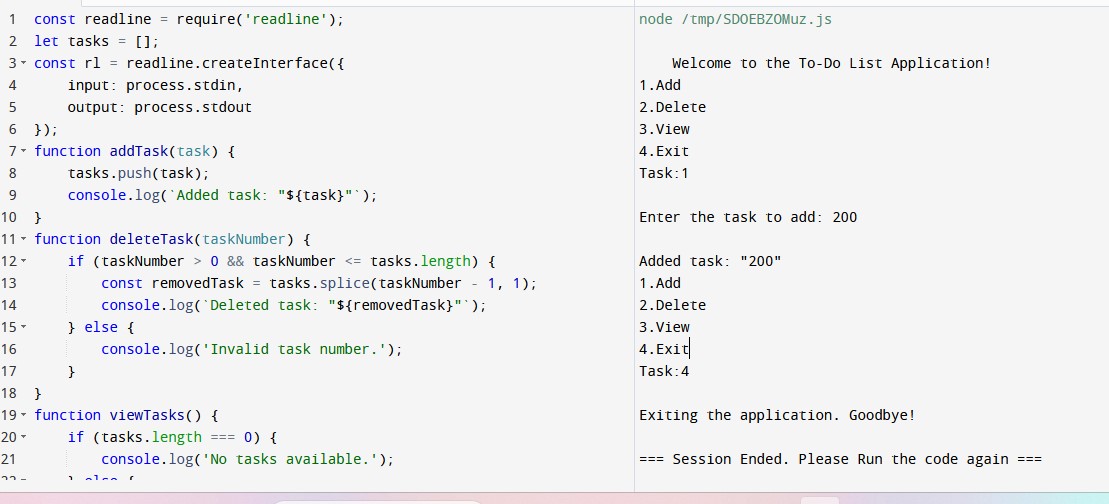 1 const readline = require('readline');
2 let tasks = [];
3 const rl = readline.createInterface({
4 input: process.stdin,
5 output: process.stdout
6 });
7 function addTask(task) {
8 tasks.push(task);
9 console.log(`Added task: "${task}"`);
10 }
11 function deleteTask(taskNumber) {
12 if (taskNumber > 0 && taskNumber <= tasks.length) {
13 const removedTask = tasks.splice(taskNumber - 1, 1);
14 console.log(`Deleted task: "${removedTask}"`);
15 } else {
16 console.log('Invalid task number.');
17 }
18 }
19 function viewTasks() {
20 if (tasks.length === 0) {
21 console.log('No tasks available.');
22 } else {
node /tmp/SDOEBZOMuz.js
Welcome to the To-Do List Application!
1.Add
2.Delete
3.View
4.Exit
Task:1
Enter the task to add: 200
Added task: "200"
1.Add
2.Delete
3.View
4.Exit
Task:4
Exiting the application. Goodbye!
=== Session Ended. Please Run the code again ===